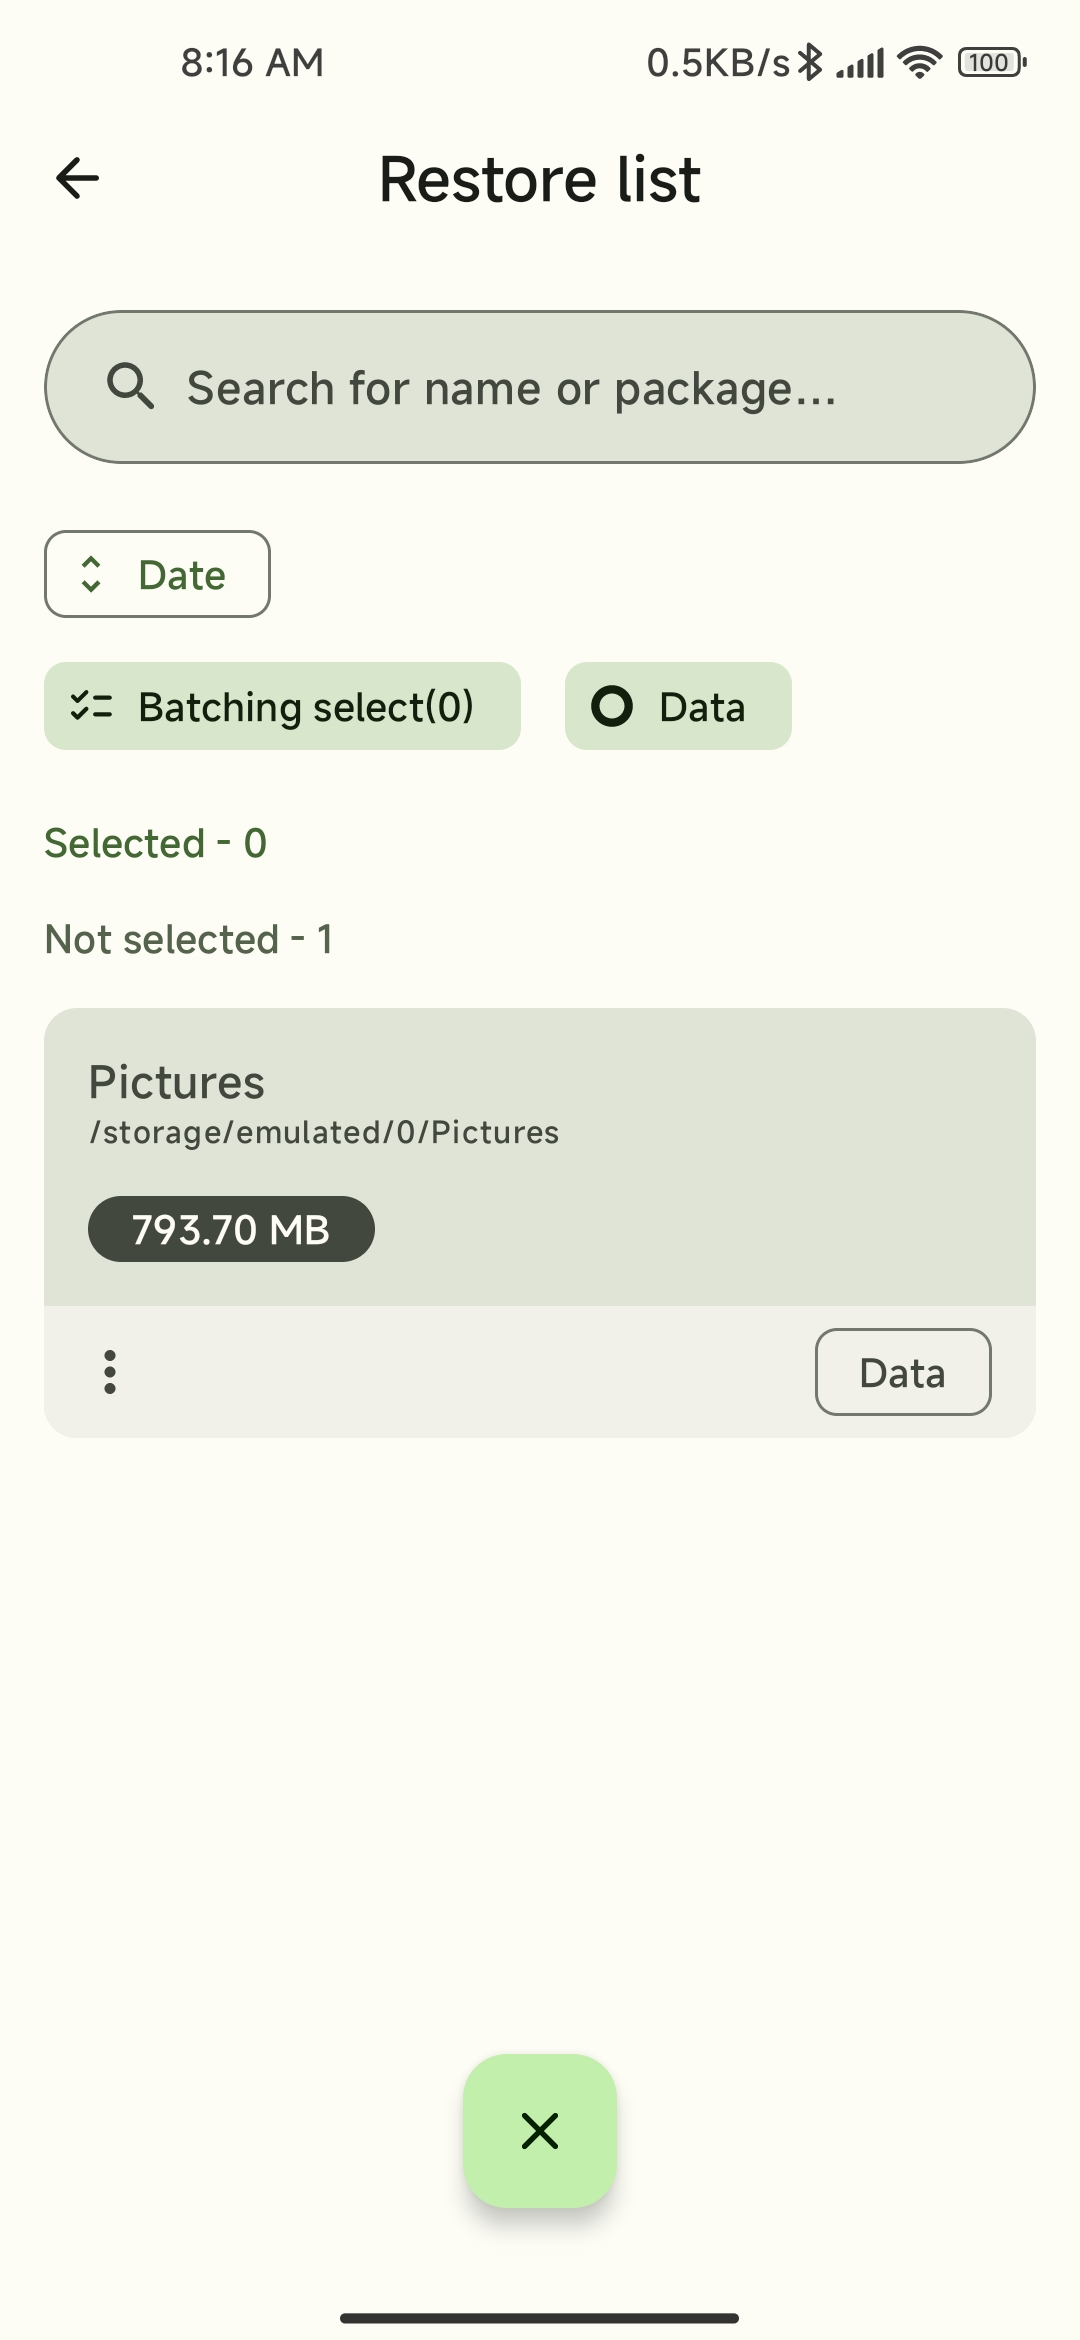 8:16 AM
0.5KB/s
100
Restore list
Search for name or package...
Date
Batching select(0)
Data
Selected - 0
Not selected - 1
Pictures
/storage/emulated/0/Pictures
793.70 MB
Data